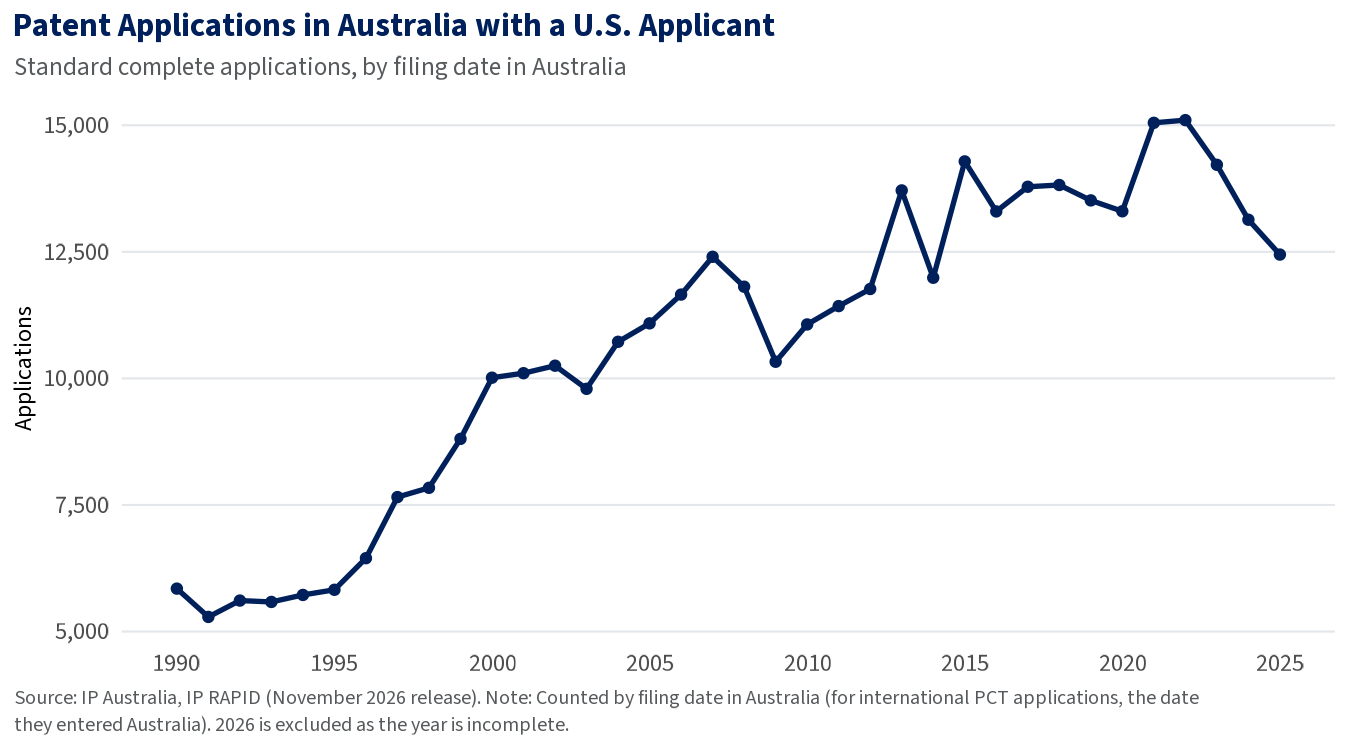 Patent Applications in Australia with a U.S. Applicant
Standard complete applications, by filing date in Australia
Applications
15,000
12,500
10,000
7,500
5,000
1990 1995 2000 2005 2010 2015 2020 2025
Source: IP Australia, IP RAPID (November 2026 release). Note: Counted by filing date in Australia (for international PCT applications, the date
they entered Australia). 2026 is excluded as the year is incomplete.